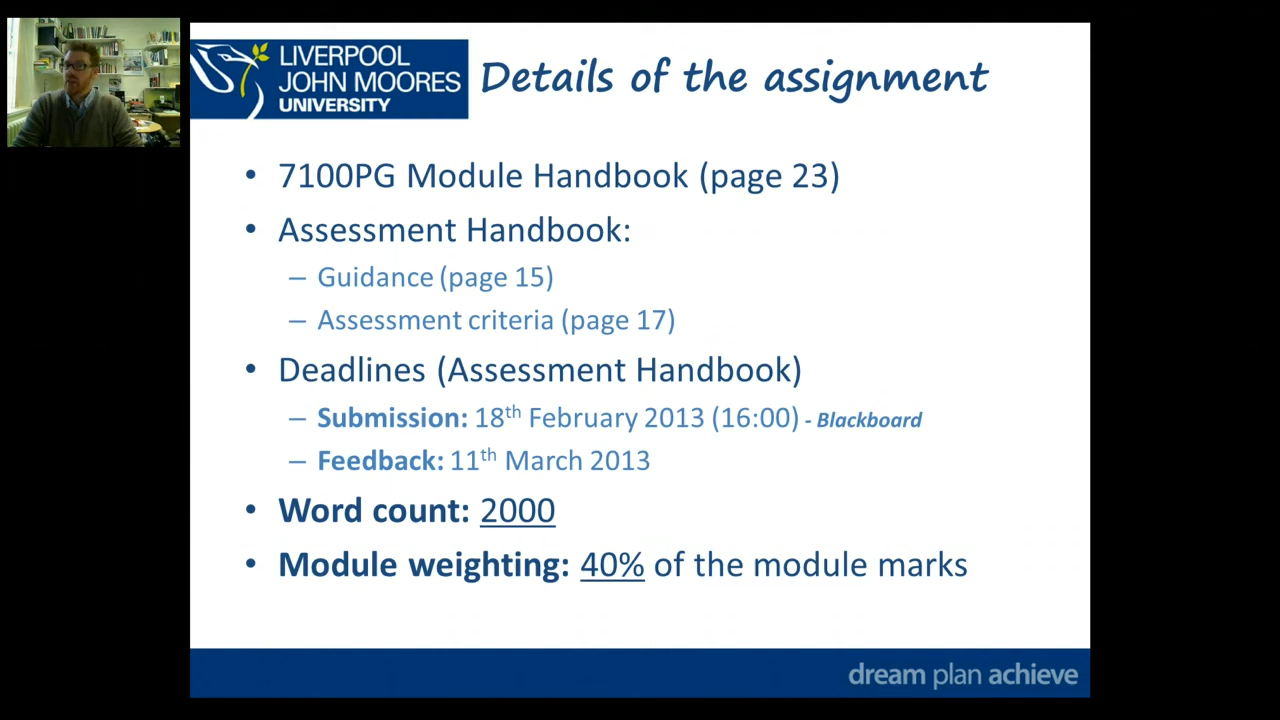 LIVERPOOL
JOHN MOORES
UNIVERSITY
Details of the assignment
• 7100PG Module Handbook (page 23)
• Assessment Handbook:
– Guidance (page 15)
– Assessment criteria (page 17)
• Deadlines (Assessment Handbook)
– Submission: 18th February 2013 (16:00) - Blackboard
– Feedback: 11th March 2013
• Word count: 2000
• Module weighting: 40% of the module marks
dream plan achieve